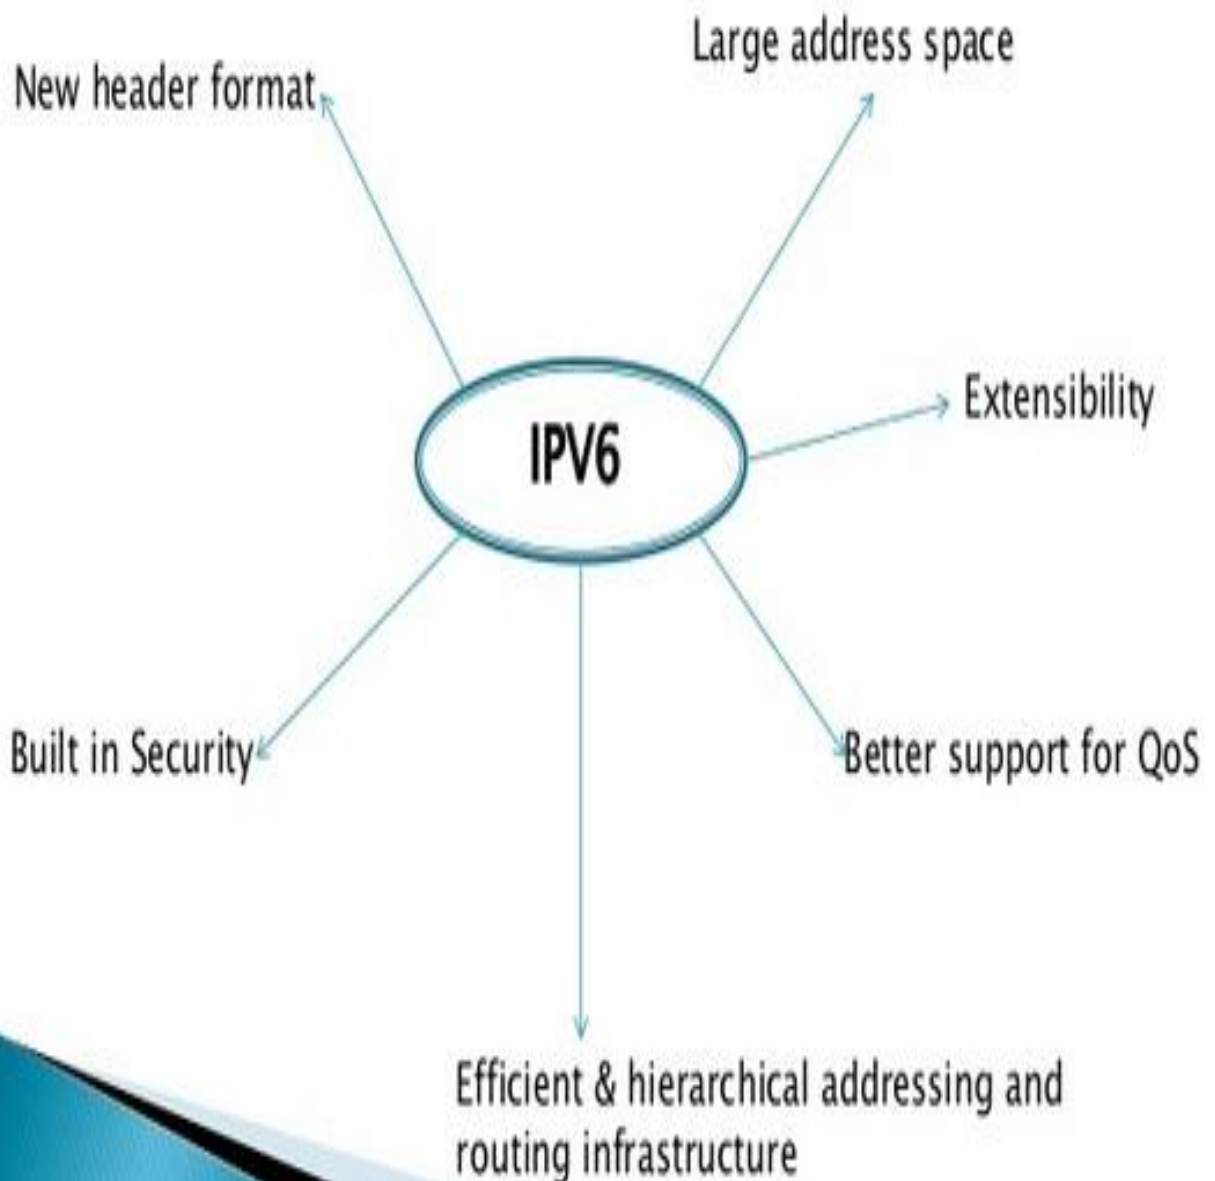 Large address space
New header format
Extensibility
IPV6
Built in Security
Better support for QoS
Efficient & hierarchical addressing and
routing infrastructure